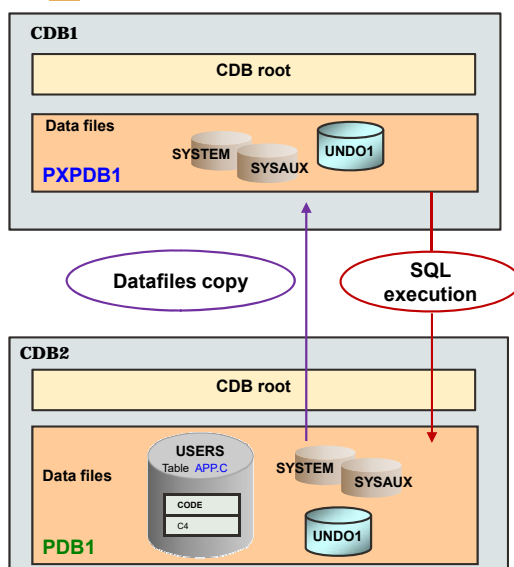 CDB1
CDB root
Data files
SYSTEM
SYSAUX
UNDO1
PXPDB1
Datafiles copy
SQL
execution
CDB2
CDB root
USERS
Table APP.C
CODE
C4
Data files
SYSTEM
SYSAUX
UNDO1
PDB1